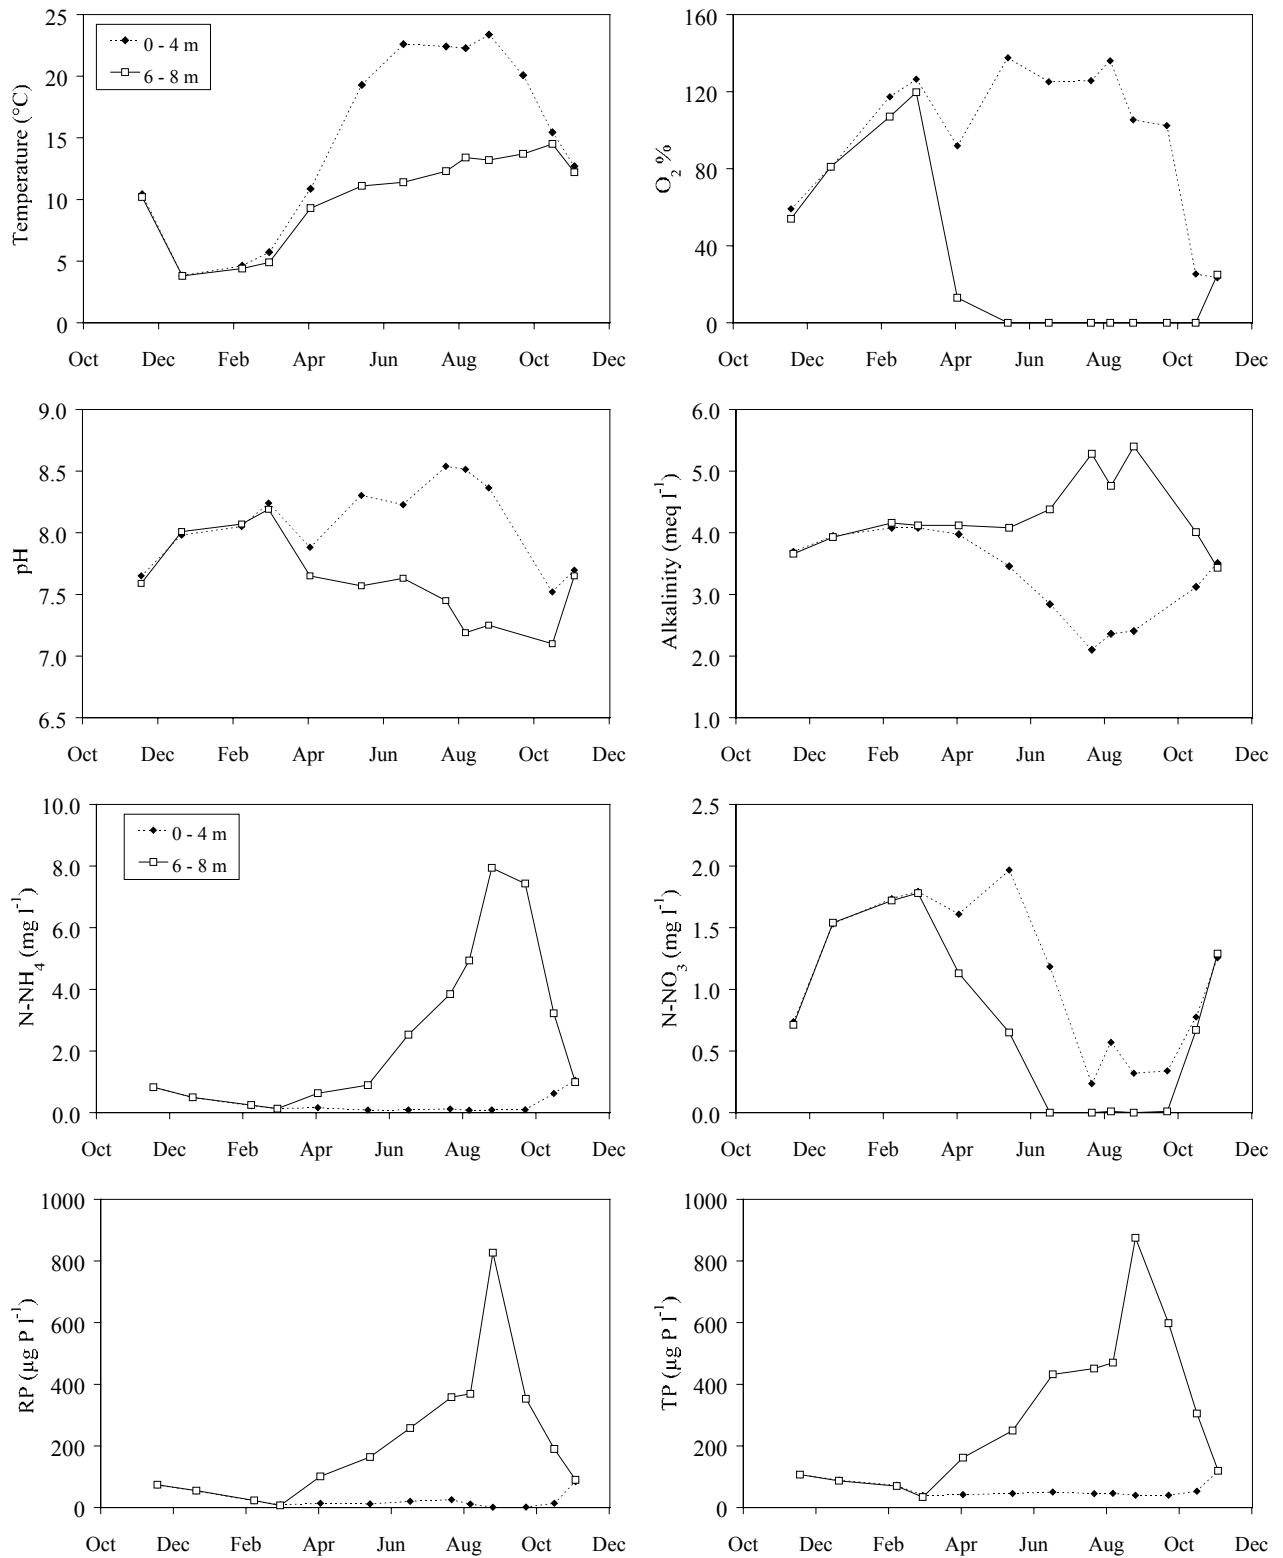 Temperature (°C)
25
20
15
10
5
0
0 - 4 m
6 - 8 m
Oct Dec Feb Apr Jun Aug Oct Dec
O2 %
160
120
80
40
0
Oct Dec Feb Apr Jun Aug Oct Dec
pH
9.0
8.5
8.0
7.5
7.0
6.5
Oct Dec Feb Apr Jun Aug Oct Dec
Alkalinity (meq l-1)
6.0
5.0
4.0
3.0
2.0
1.0
Oct Dec Feb Apr Jun Aug Oct Dec
N-NH4 (mg l-1)
10.0
8.0
6.0
4.0
2.0
0.0
0 - 4 m
6 - 8 m
Oct Dec Feb Apr Jun Aug Oct Dec
N-NO3 (mg l-1)
2.5
2.0
1.5
1.0
0.5
0.0
Oct Dec Feb Apr Jun Aug Oct Dec
RP (µg P l-1)
1000
800
600
400
200
0
Oct Dec Feb Apr Jun Aug Oct Dec
TP (µg P l-1)
1000
800
600
400
200
0
Oct Dec Feb Apr Jun Aug Oct Dec